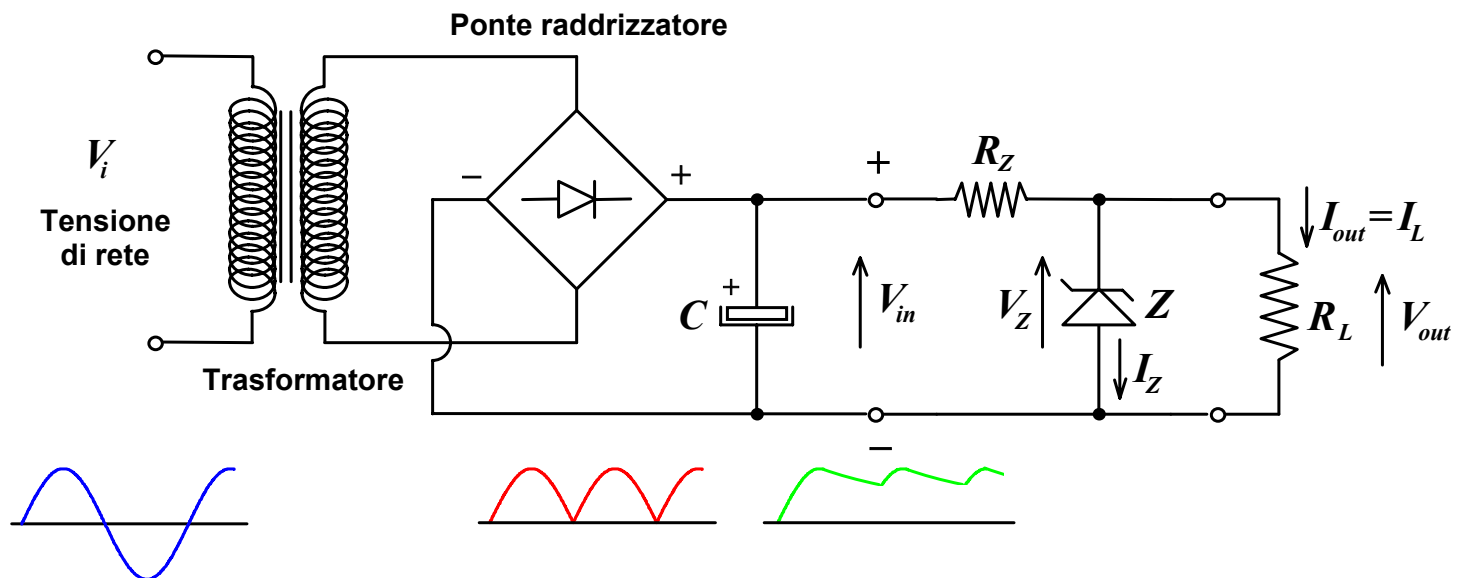 Ponte raddrizzatore
V_i
Tensione
di rete
Trasformatore
−
+
+
C
+
V_in
−
R_Z
V_Z
Z
I_Z
I_out = I_L
R_L
V_out